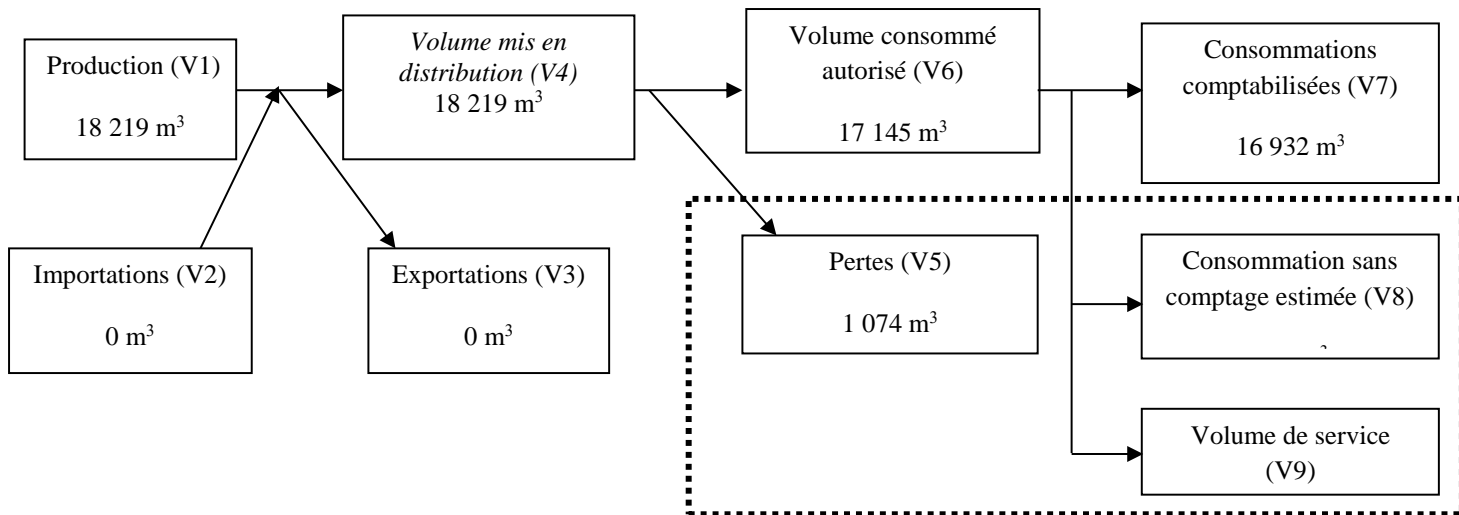 Production (V1)
18 219 m³
Volume mis en
distribution (V4)
18 219 m³
Volume consommé
autorisé (V6)
17 145 m³
Consommations
comptabilisées (V7)
16 932 m³
Importations (V2)
0 m³
Exportations (V3)
0 m³
Pertes (V5)
1 074 m³
Consommation sans
comptage estimée (V8)
Volume de service
(V9)